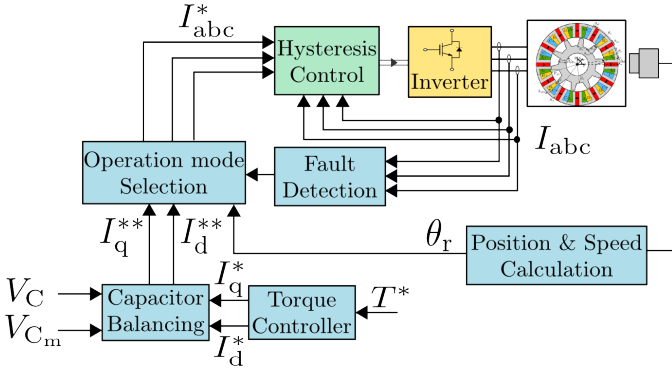 I*abc
Hysteresis
Control
Inverter
Iabc
Operation mode
Selection
Fault
Detection
I**q
I**d
θr
Position & Speed
Calculation
VC
VCm
Capacitor
Balancing
I*q
I*d
Torque
Controller
T*